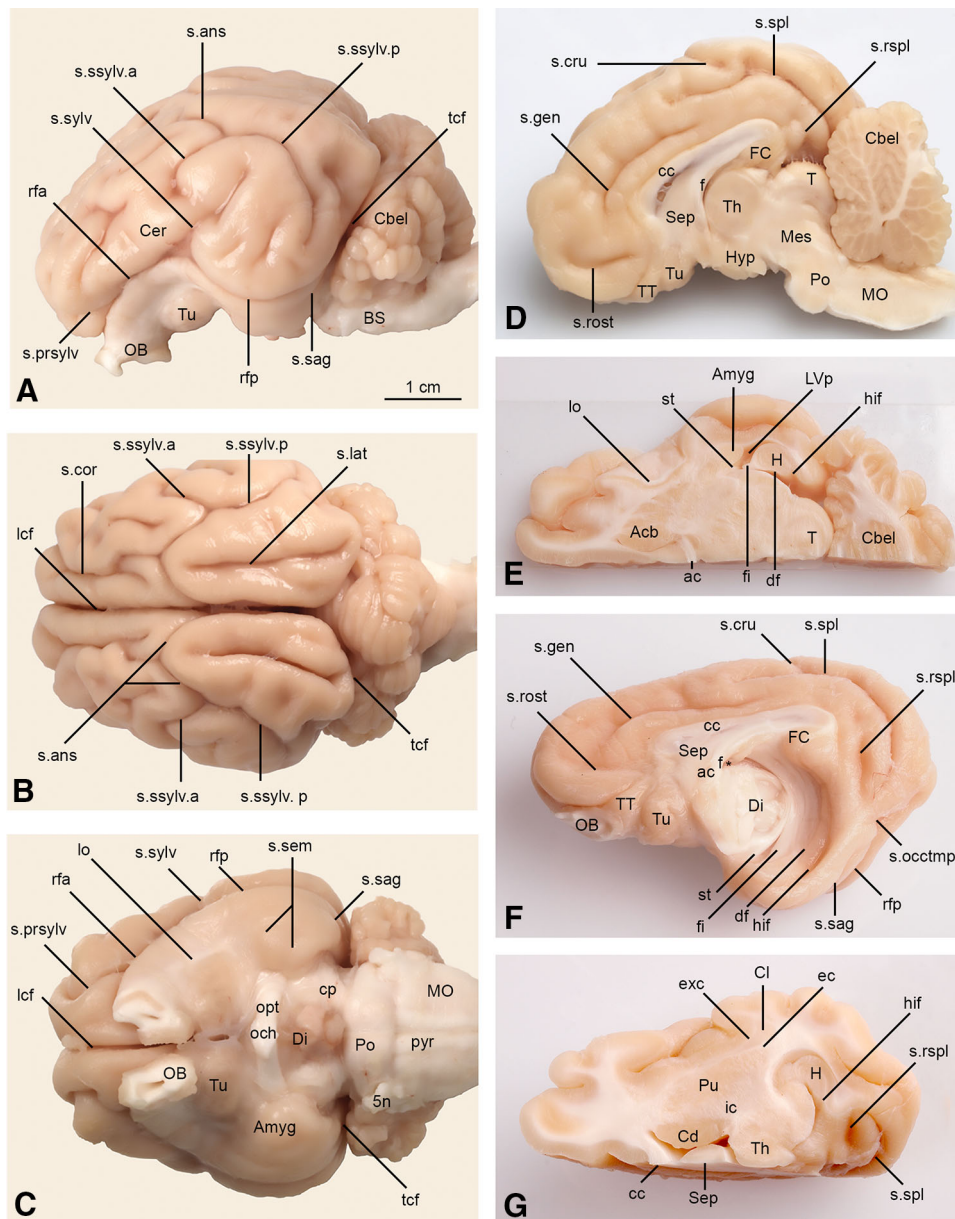 s.ans
s.ssylv.a
s.ssylv.p
s.sylv
tcf
rfa
Cer
Cbel
Tu
BS
s.prsylv
OB
s.sag
rfp
1 cm
A
s.ssylv.a
s.ssylv.p
s.cor
s.lat
lcf
s.ans
tcf
s.ssylv.a
s.ssylv. p
B
lo
s.sylv
rfp
s.sem
rfa
s.sag
s.prsylv
lcf
cp
MO
opt
och
Di
Po
pyr
OB
Tu
5n
Amyg
tcf
C
s.spl
s.cru
s.rspl
s.gen
Cbel
FC
cc
T
f
Th
Sep
Mes
Hyp
Tu
Po
TT
MO
s.rost
D
Amyg
LVp
st
hif
lo
H
Acb
T
Cbel
ac
fi
df
E
s.cru
s.spl
s.gen
s.rspl
s.rost
cc
Sep
FC
f*
ac
TT
Di
OB
Tu
s.occtmp
st
df
rfp
fi
hif
s.sag
F
Cl
exc
ec
hif
s.rspl
H
Pu
ic
Cd
Th
cc
Sep
s.spl
G